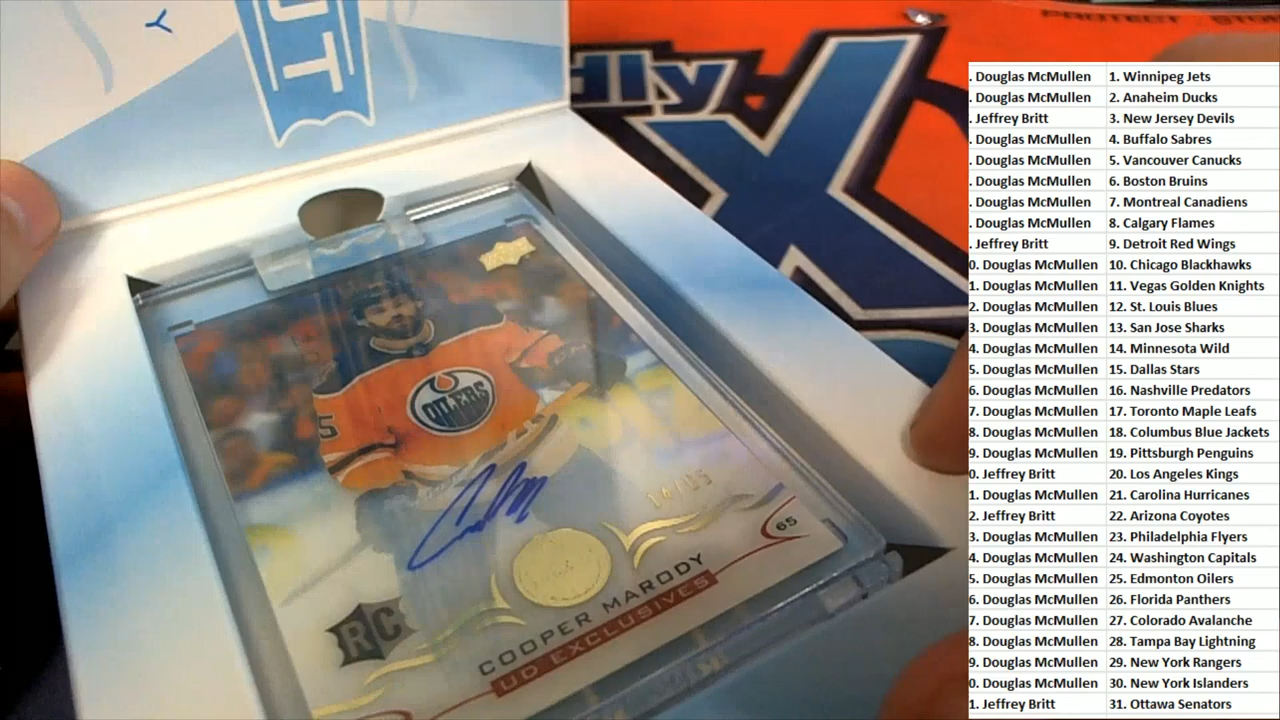 UT
Y
dly
X
PROTECT
OILERS
5
14/25
65
RC
COOPER MARODY
UD EXCLUSIVES
. Douglas McMullen 1. Winnipeg Jets
. Douglas McMullen 2. Anaheim Ducks
. Jeffrey Britt 3. New Jersey Devils
. Douglas McMullen 4. Buffalo Sabres
. Douglas McMullen 5. Vancouver Canucks
. Douglas McMullen 6. Boston Bruins
. Douglas McMullen 7. Montreal Canadiens
. Douglas McMullen 8. Calgary Flames
. Jeffrey Britt 9. Detroit Red Wings
0. Douglas McMullen 10. Chicago Blackhawks
1. Douglas McMullen 11. Vegas Golden Knights
2. Douglas McMullen 12. St. Louis Blues
3. Douglas McMullen 13. San Jose Sharks
4. Douglas McMullen 14. Minnesota Wild
5. Douglas McMullen 15. Dallas Stars
6. Douglas McMullen 16. Nashville Predators
7. Douglas McMullen 17. Toronto Maple Leafs
8. Douglas McMullen 18. Columbus Blue Jackets
9. Douglas McMullen 19. Pittsburgh Penguins
0. Jeffrey Britt 20. Los Angeles Kings
1. Douglas McMullen 21. Carolina Hurricanes
2. Jeffrey Britt 22. Arizona Coyotes
3. Douglas McMullen 23. Philadelphia Flyers
4. Douglas McMullen 24. Washington Capitals
5. Douglas McMullen 25. Edmonton Oilers
6. Douglas McMullen 26. Florida Panthers
7. Douglas McMullen 27. Colorado Avalanche
8. Douglas McMullen 28. Tampa Bay Lightning
9. Douglas McMullen 29. New York Rangers
0. Douglas McMullen 30. New York Islanders
1. Jeffrey Britt 31. Ottawa Senators